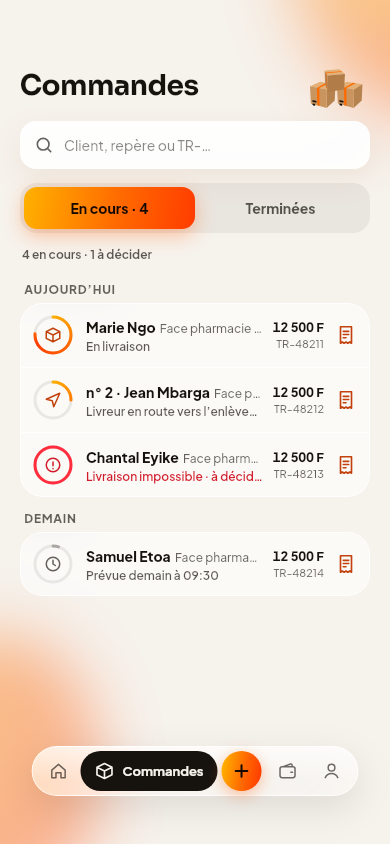 Commandes
Client, repère ou TR-…
En cours · 4
Terminées
4 en cours · 1 à décider
AUJOURD’HUI
Marie Ngo Face pharmacie … 12 500 F
En livraison TR-48211
n° 2 · Jean Mbarga Face p… 12 500 F
Livreur en route vers l’enlève… TR-48212
Chantal Eyike Face pharm… 12 500 F
Livraison impossible · à décid… TR-48213
DEMAIN
Samuel Etoa Face pharma… 12 500 F
Prévue demain à 09:30 TR-48214
Commandes